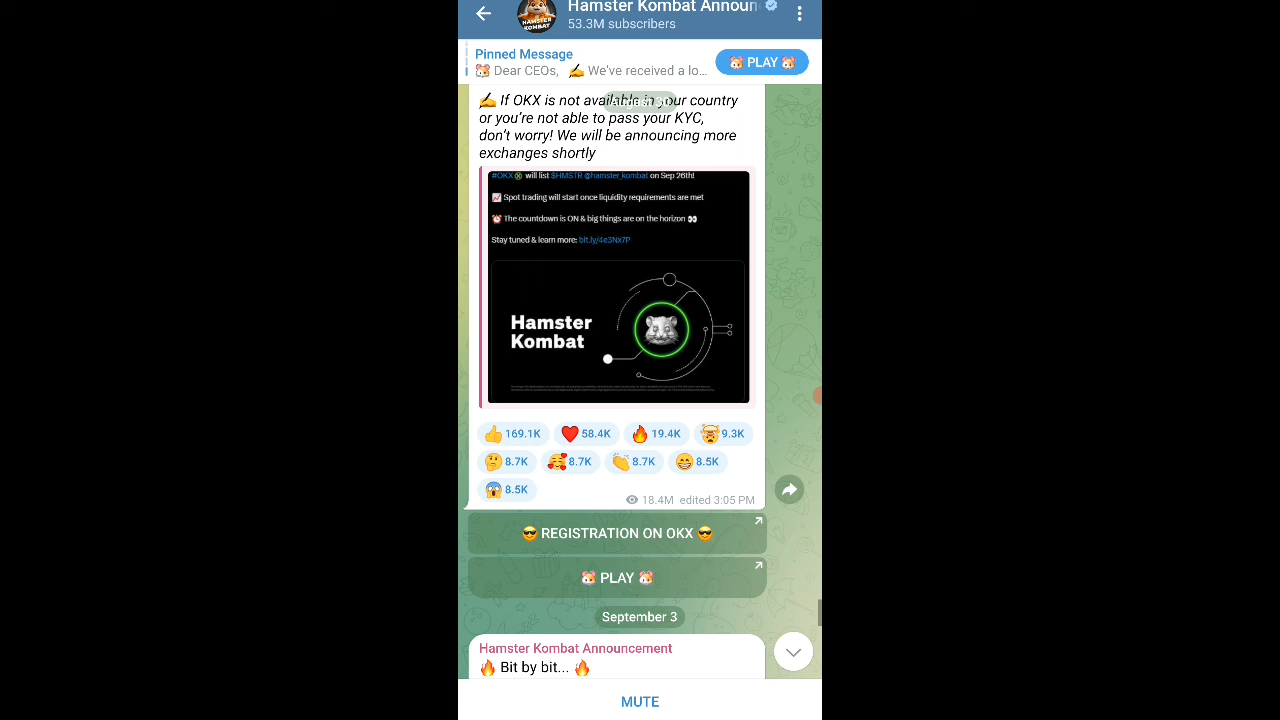 Hamster Kombat Announ
53.3M subscribers
HAMSTER
KOMBAT
Pinned Message
🐹 Dear CEOs, ✍️ We've received a lo...
🐹 PLAY 🐹
August 30
✍️ If OKX is not available in your country
or you're not able to pass your KYC,
don't worry! We will be announcing more
exchanges shortly
#OKX will list $HMSTR @hamster_kombat on Sep 26th!
📈 Spot trading will start once liquidity requirements are met
⏰ The countdown is ON & big things are on the horizon 👀
Stay tuned & learn more: bit.ly/4e3Nx7P
Hamster
Kombat
👍 169.1K ❤️ 58.4K 🔥 19.4K 🤯 9.3K
🤔 8.7K 🥰 8.7K 👏 8.7K 😁 8.5K
😱 8.5K
18.4M edited 3:05 PM
😎 REGISTRATION ON OKX 😎
🐹 PLAY 🐹
September 3
Hamster Kombat Announcement
🔥 Bit by bit... 🔥
MUTE